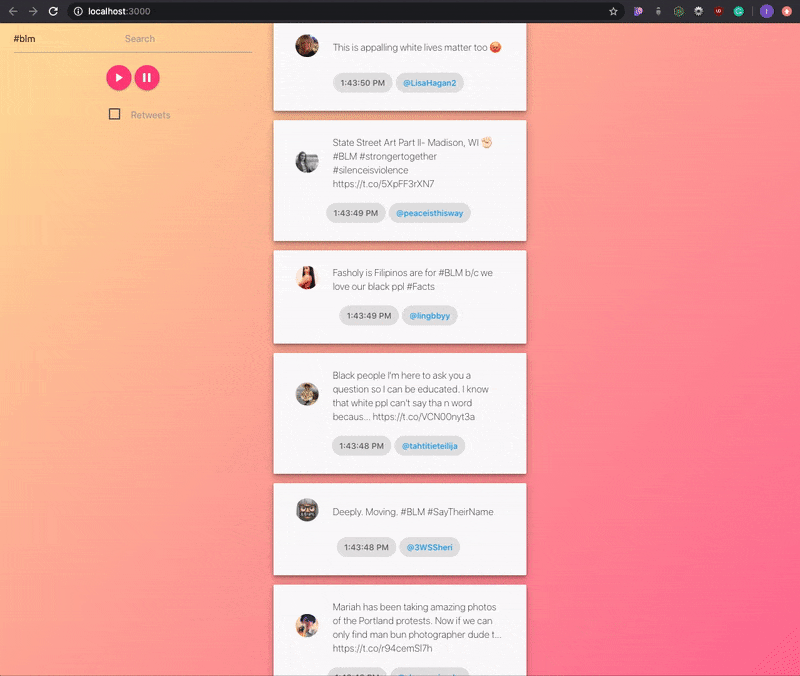 localhost:3000
#blm Search
Retweets
This is appalling white lives matter too 😡
1:43:50 PM @LisaHagan2
State Street Art Part II- Madison, WI ✊🏻
#BLM #strongertogether
#silenceisviolence
https://t.co/5XpFF3rXN7
1:43:49 PM @peaceisthisway
Fasholy is Filipinos are for #BLM b/c we
love our black ppl #Facts
1:43:49 PM @lingbbyy
Black people I'm here to ask you a
question so I can be educated. I know
that white ppl can't say tha n word
becaus... https://t.co/VCN00nyt3a
1:43:48 PM @tahtitieteilija
Deeply. Moving. #BLM #SayTheirName
1:43:48 PM @3WSSheri
Mariah has been taking amazing photos
of the Portland protests. Now if we can
only find man bun photographer dude t...
https://t.co/r94cemSl7h